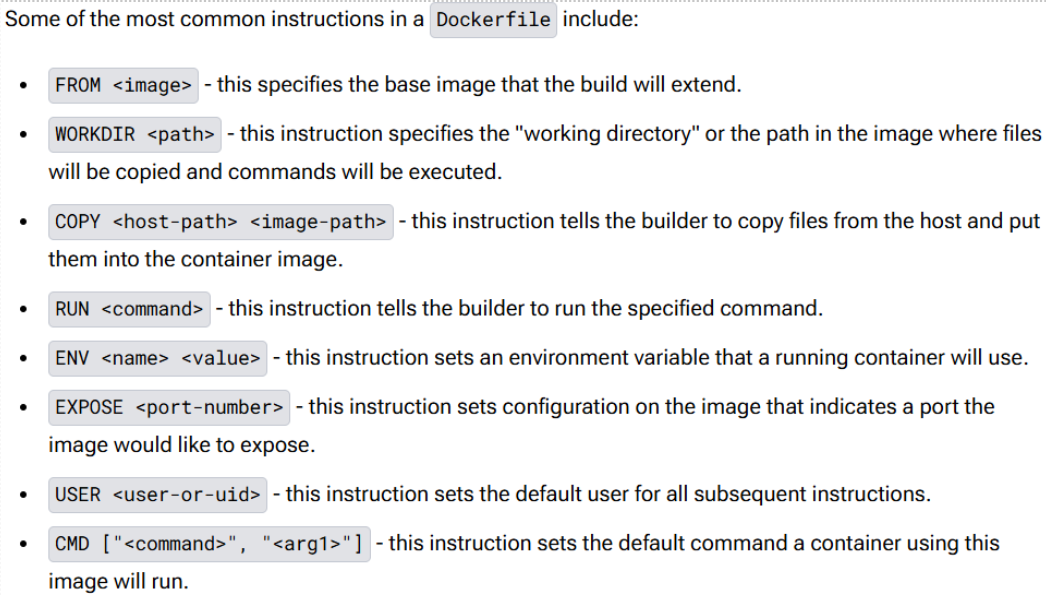 Some of the most common instructions in a Dockerfile include:
• FROM <image> - this specifies the base image that the build will extend.
• WORKDIR <path> - this instruction specifies the "working directory" or the path in the image where files
will be copied and commands will be executed.
• COPY <host-path> <image-path> - this instruction tells the builder to copy files from the host and put
them into the container image.
• RUN <command> - this instruction tells the builder to run the specified command.
• ENV <name> <value> - this instruction sets an environment variable that a running container will use.
• EXPOSE <port-number> - this instruction sets configuration on the image that indicates a port the
image would like to expose.
• USER <user-or-uid> - this instruction sets the default user for all subsequent instructions.
• CMD ["<command>", "<arg1>"] - this instruction sets the default command a container using this
image will run.